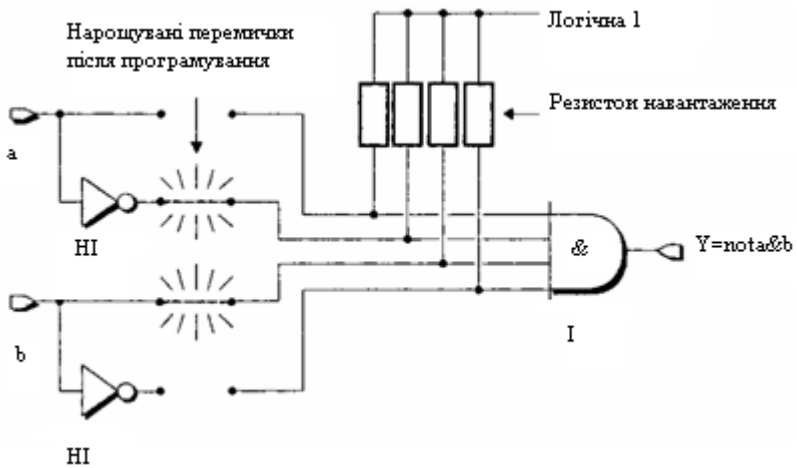 Нарощувані перемички
після програмування
Логічна 1
Резистои навантаження
a
НІ
&
Y=nota&b
І
b
НІ